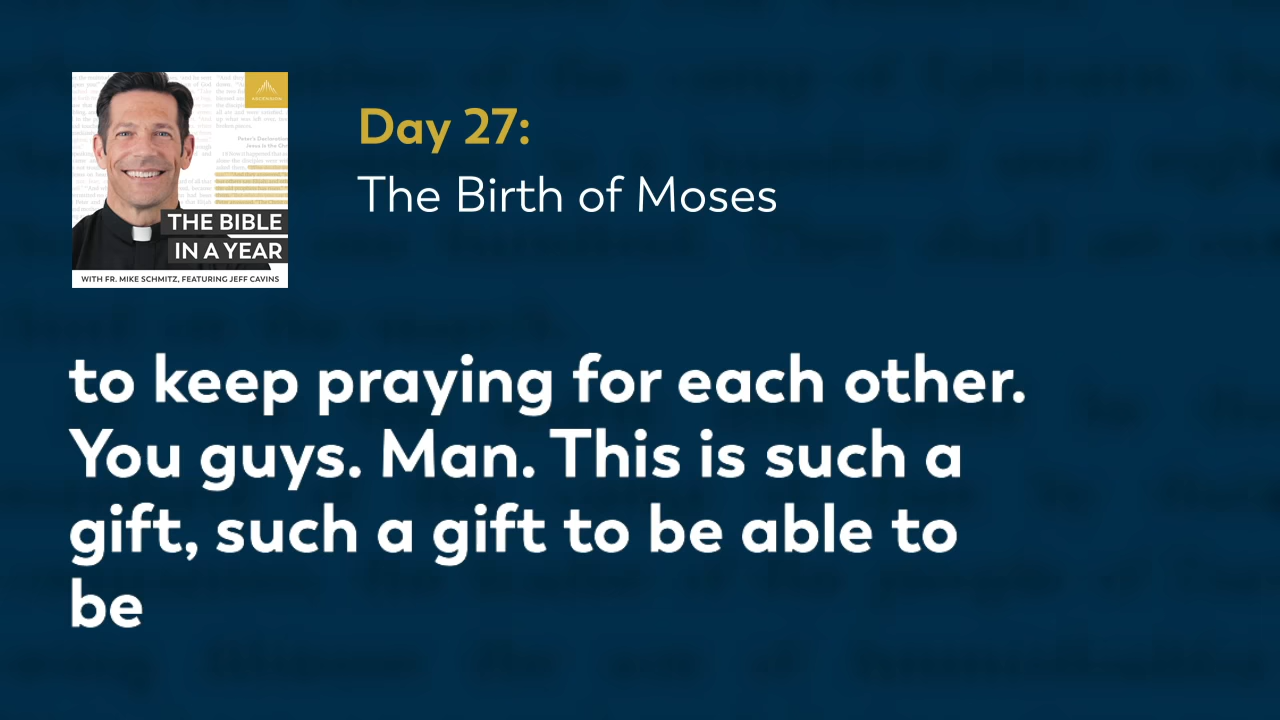 Day 27:
The Birth of Moses
THE BIBLE
IN A YEAR
WITH FR. MIKE SCHMITZ, FEATURING JEFF CAVINS
to keep praying for each other.
You guys. Man. This is such a
gift, such a gift to be able to
be